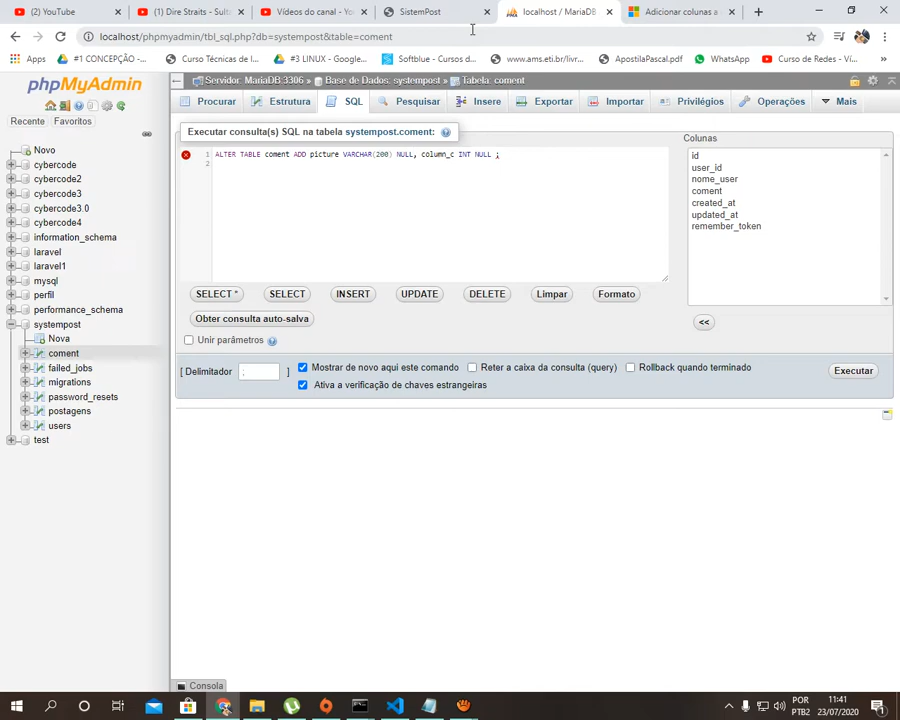 (2) YouTube
(1) Dire Straits - Sult
Vídeos do canal - Yo
SistemPost
localhost / MariaDB
Adicionar colunas a
localhost/phpmyadmin/tbl_sql.php?db=systempost&table=coment
Apps
#1 CONCEPÇÃO - G...
Curso Técnicas de I...
#3 LINUX - Google...
Softblue - Cursos d...
www.ams.eti.br/livr...
ApostilaPascal.pdf
WhatsApp
Curso de Redes - Ví...
phpMyAdmin
Recente
Favoritos
Novo
cybercode
cybercode2
cybercode3
cybercode3.0
cybercode4
information_schema
laravel
laravel1
mysql
perfil
performance_schema
systempost
Nova
coment
failed_jobs
migrations
password_resets
postagens
users
test
Servidor: MariaDB:3306 » Base de Dados: systempost » Tabela: coment
Procurar
Estrutura
SQL
Pesquisar
Insere
Exportar
Importar
Privilégios
Operações
Mais
Executar consulta(s) SQL na tabela systempost.coment:
1 ALTER TABLE coment ADD picture VARCHAR(200) NULL, column_c INT NULL ;
2
Colunas
id
user_id
nome_user
coment
created_at
updated_at
remember_token
SELECT *
SELECT
INSERT
UPDATE
DELETE
Limpar
Formato
<<
Obter consulta auto-salva
Unir parâmetros
[ Delimitador ; ]
Mostrar de novo aqui este comando
Reter a caixa da consulta (query)
Rollback quando terminado
Executar
Ativa a verificação de chaves estrangeiras
Consola
POR
PTB2
11:41
23/07/2020
1